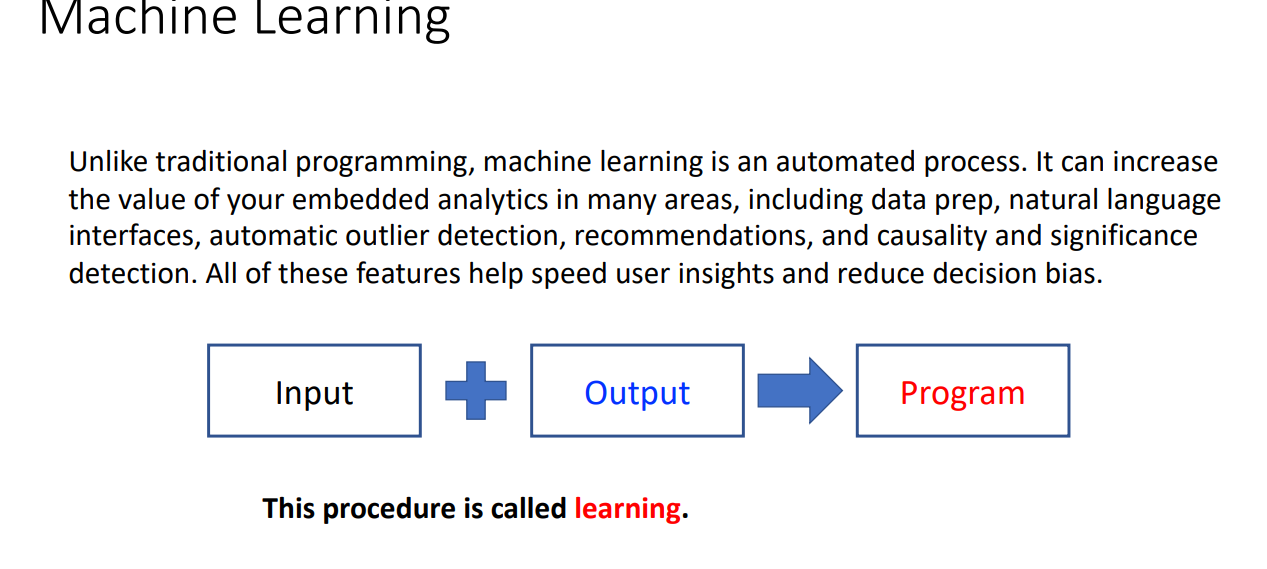 Machine Learning
Unlike traditional programming, machine learning is an automated process. It can increase
the value of your embedded analytics in many areas, including data prep, natural language
interfaces, automatic outlier detection, recommendations, and causality and significance
detection. All of these features help speed user insights and reduce decision bias.
Input
Output
Program
This procedure is called learning.